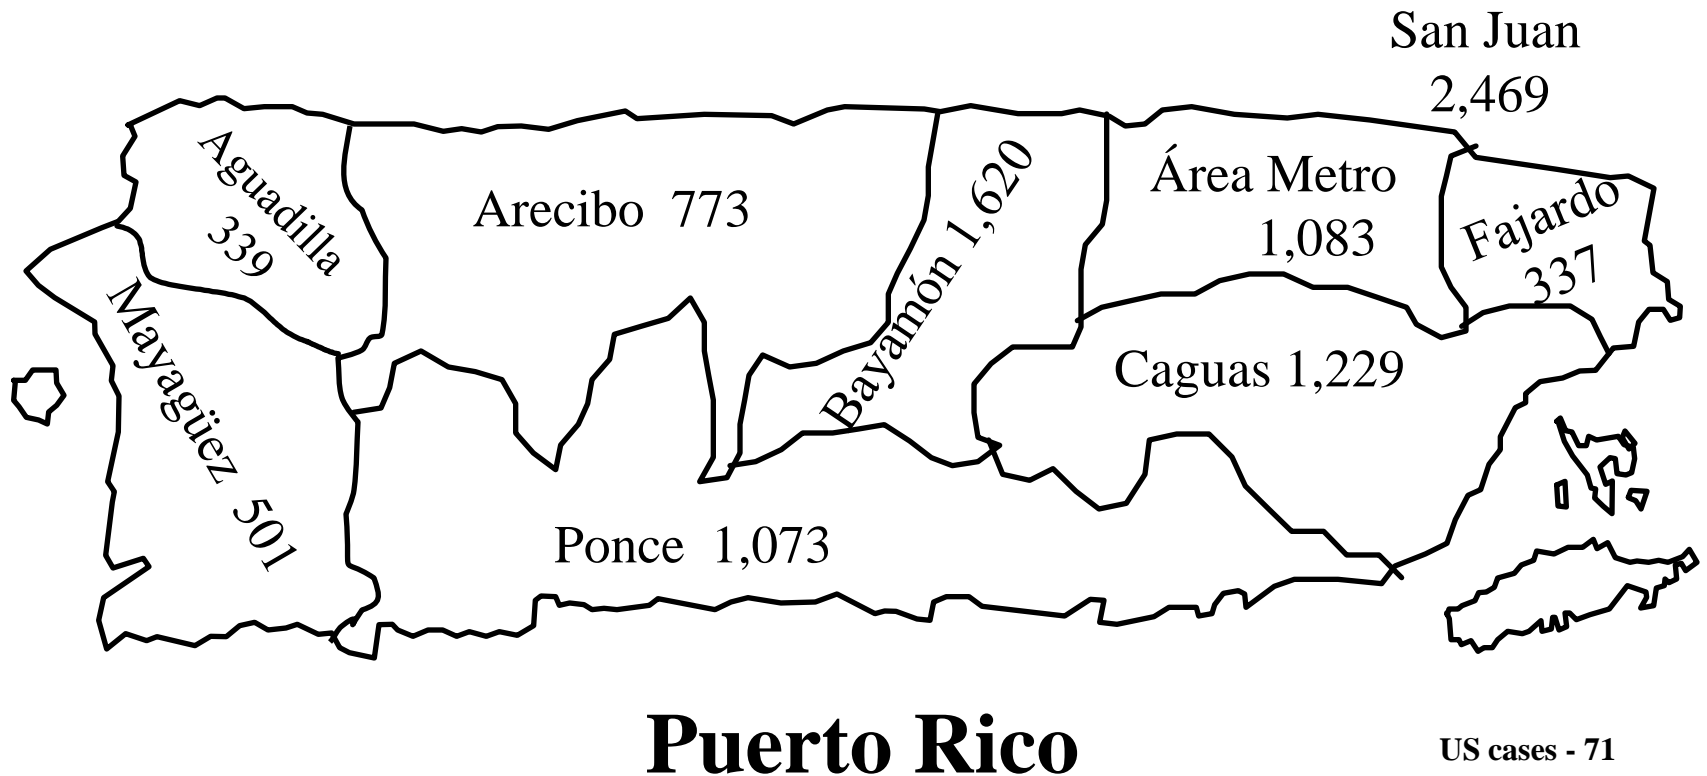 San Juan
2,469
Aguadilla
339
Arecibo 773
Bayamón 1,620
Área Metro
1,083
Fajardo
337
Mayagüez 501
Caguas 1,229
Ponce 1,073
Puerto Rico
US cases - 71